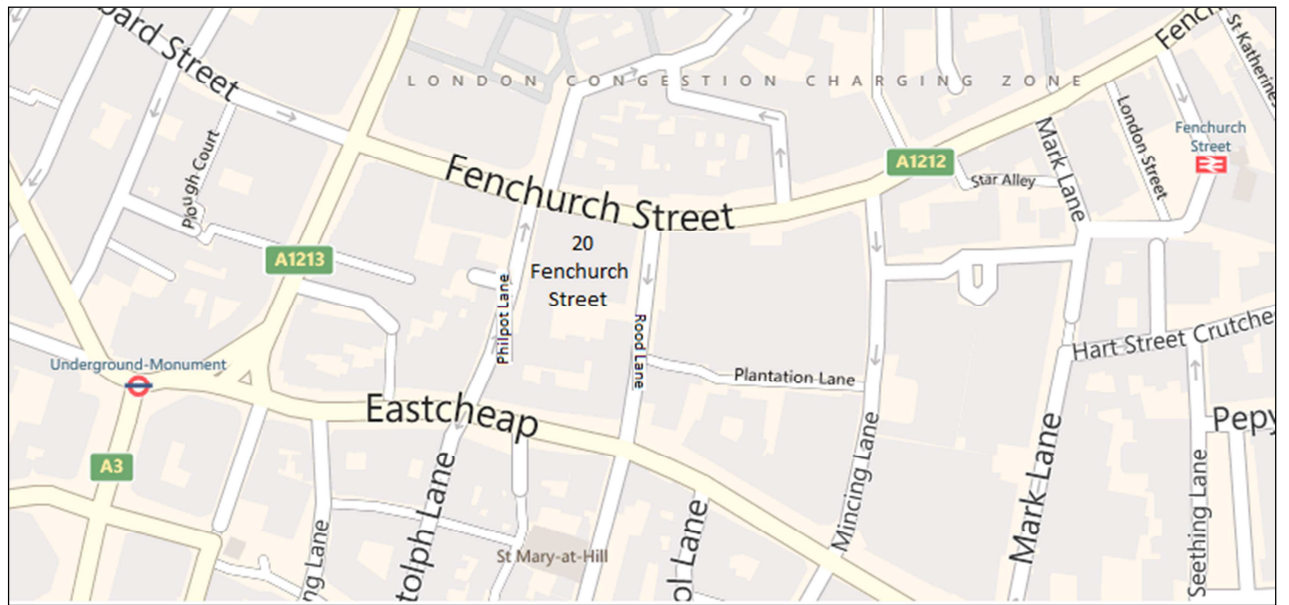 bard Street
Fench
St Katherines
LONDON CONGESTION CHARGING ZONE
Plough Court
London Street
Fenchurch
Street
Mark Lane
A1212
Star Alley
Fenchurch Street
20
Fenchurch
Street
A1213
Philpot Lane
Rood Lane
Hart Street Crutche
Underground-Monument
Plantation Lane
Eastcheap
Pepy
A3
Mincing Lane
Mark Lane
Seething Lane
tolph Lane
ol Lane
ng Lane
St Mary-at-Hill